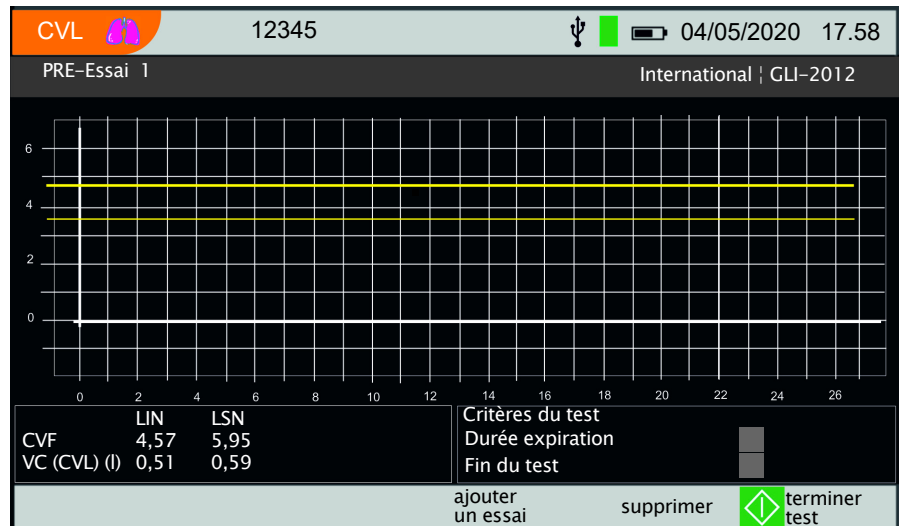 CVL 12345 04/05/2020 17.58
PRE-Essai 1 International ¦ GLI-2012
6
4
2
0
0 2 4 6 8 10 12 14 16 18 20 22 24 26
LIN LSN
CVF 4,57 5,95
VC (CVL) (l) 0,51 0,59
Critères du test
Durée expiration
Fin du test
ajouter
un essai
supprimer
terminer
test